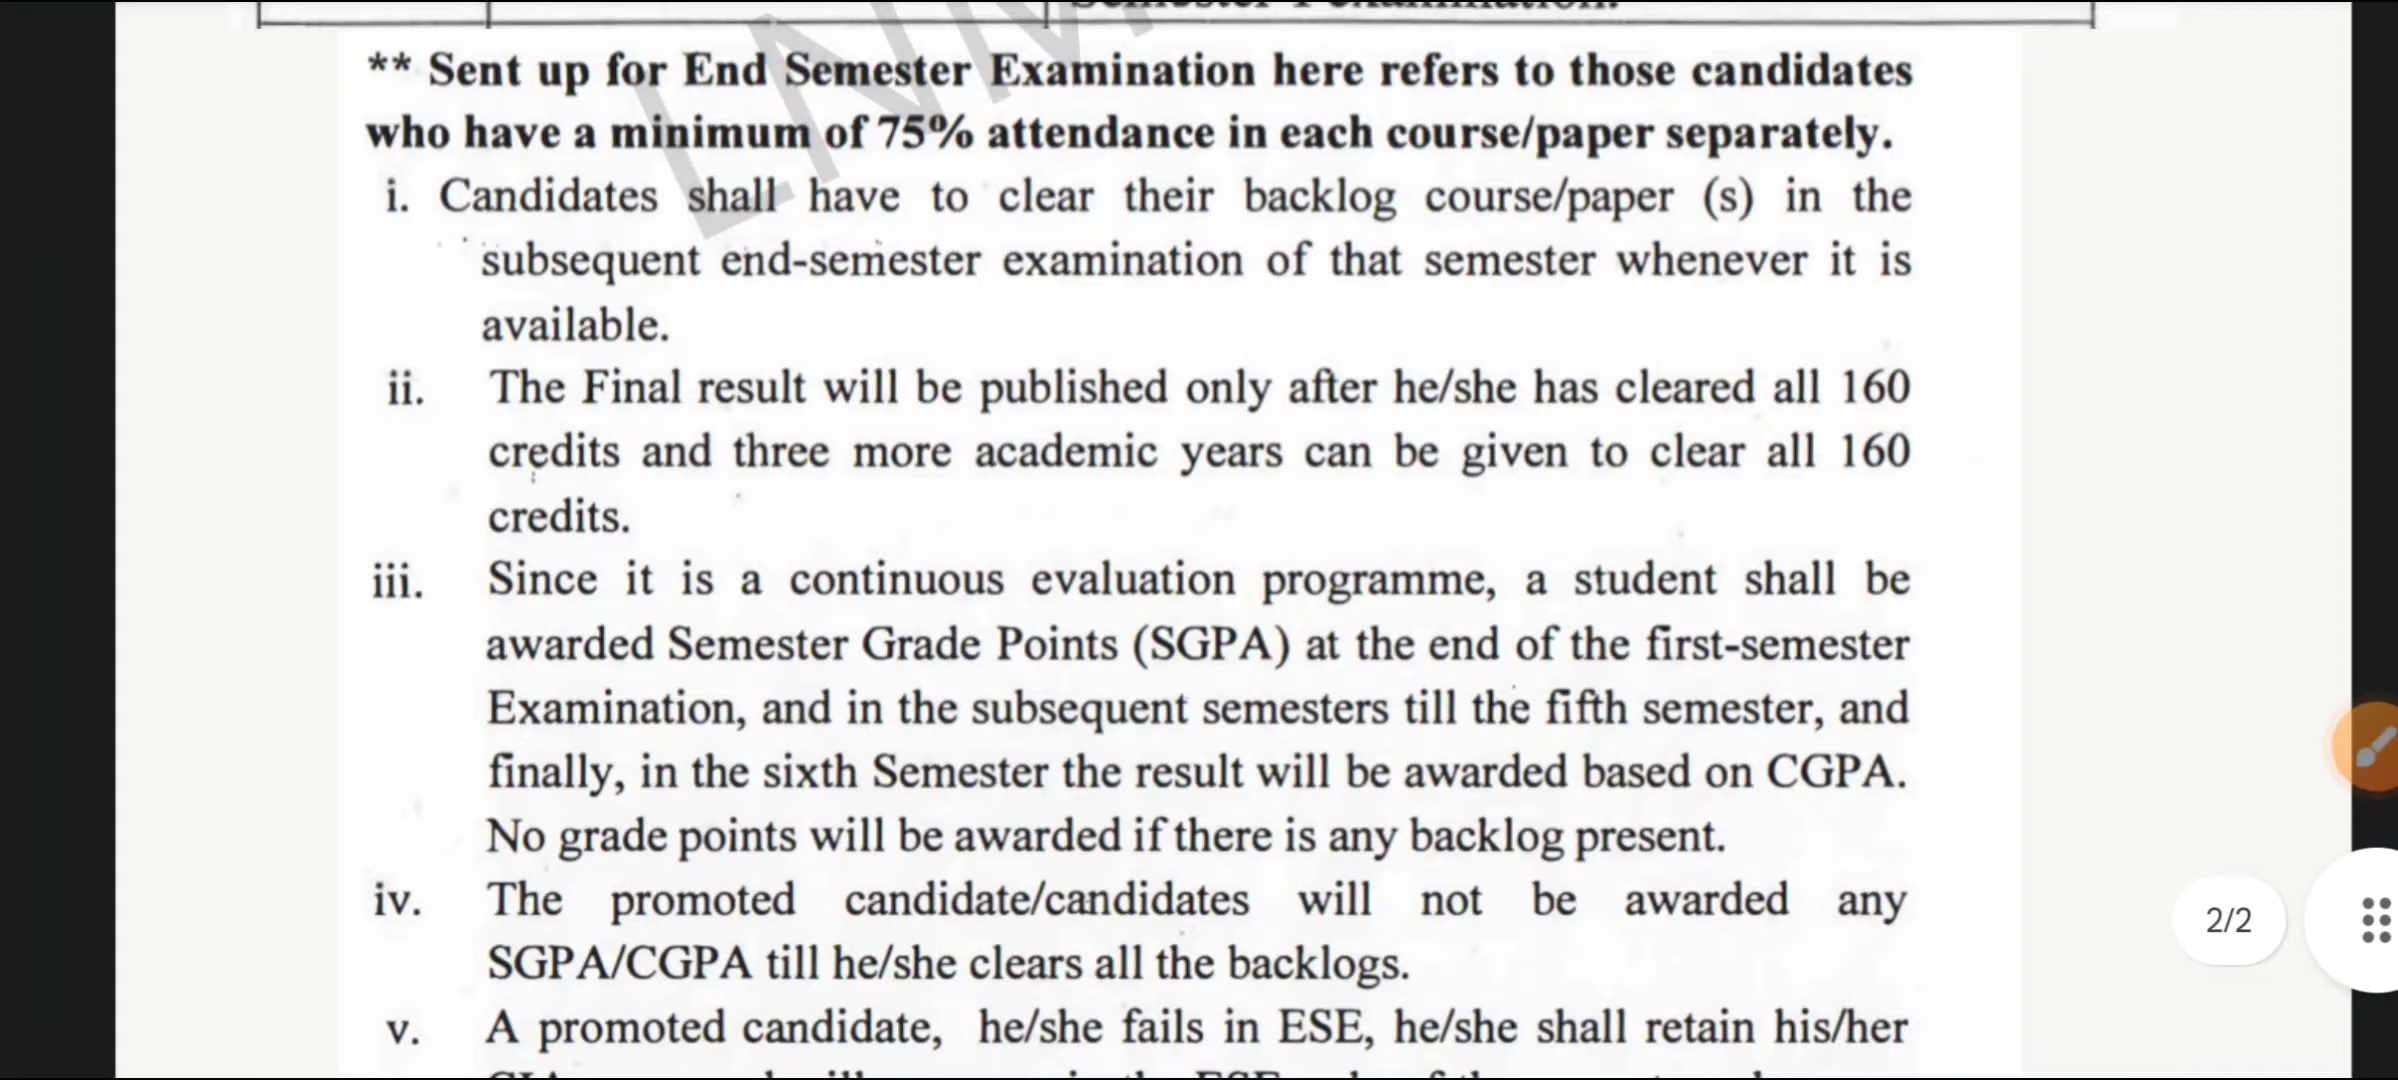 ** Sent up for End Semester Examination here refers to those candidates
who have a minimum of 75% attendance in each course/paper separately.
i. Candidates shall have to clear their backlog course/paper (s) in the
subsequent end-semester examination of that semester whenever it is
available.
ii. The Final result will be published only after he/she has cleared all 160
credits and three more academic years can be given to clear all 160
credits.
iii. Since it is a continuous evaluation programme, a student shall be
awarded Semester Grade Points (SGPA) at the end of the first-semester
Examination, and in the subsequent semesters till the fifth semester, and
finally, in the sixth Semester the result will be awarded based on CGPA.
No grade points will be awarded if there is any backlog present.
iv. The promoted candidate/candidates will not be awarded any
SGPA/CGPA till he/she clears all the backlogs.
2/2
v. A promoted candidate, he/she fails in ESE, he/she shall retain his/her